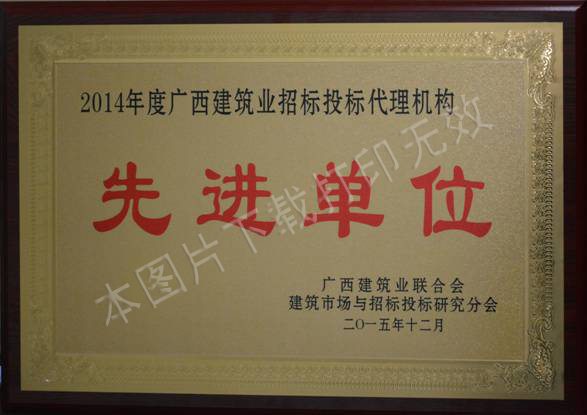 2014年度广西建筑业招标投标代理机构
先进单位
广西建筑业联合会
建筑市场与招标投标研究分会
二〇一五年十二月
本图片下载打印无效